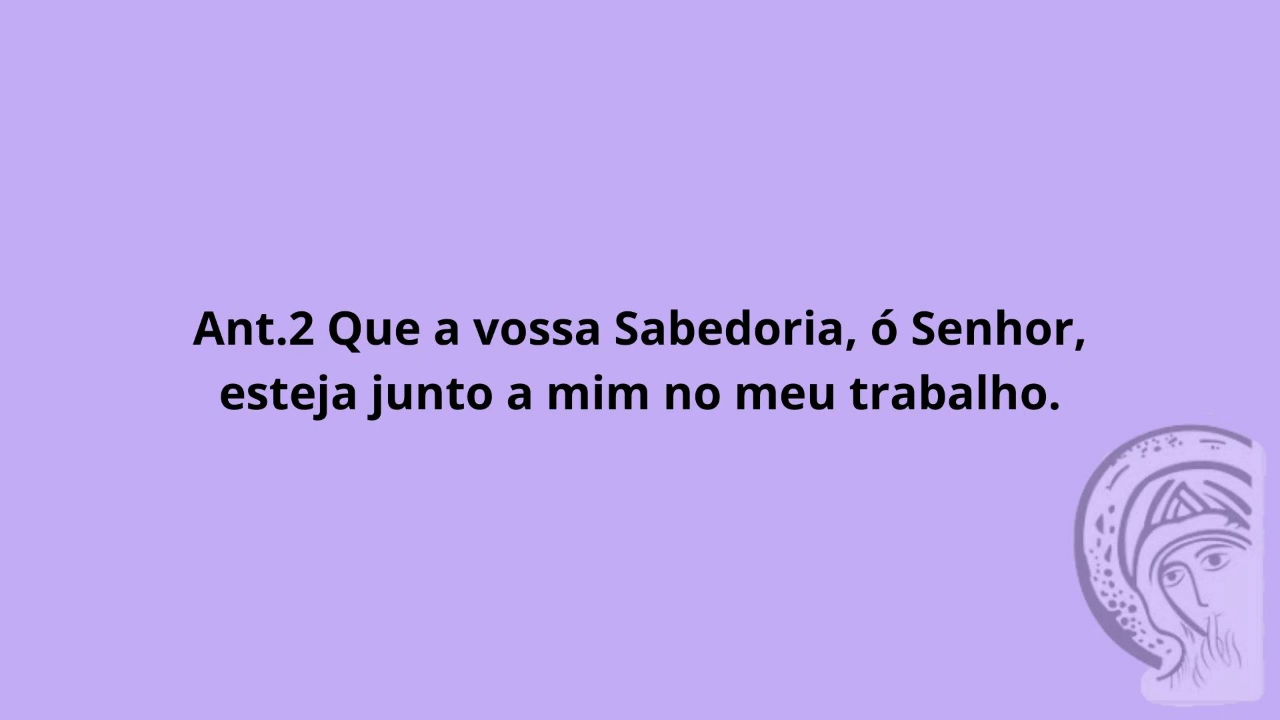 Ant.2 Que a vossa Sabedoria, ó Senhor,
esteja junto a mim no meu trabalho.